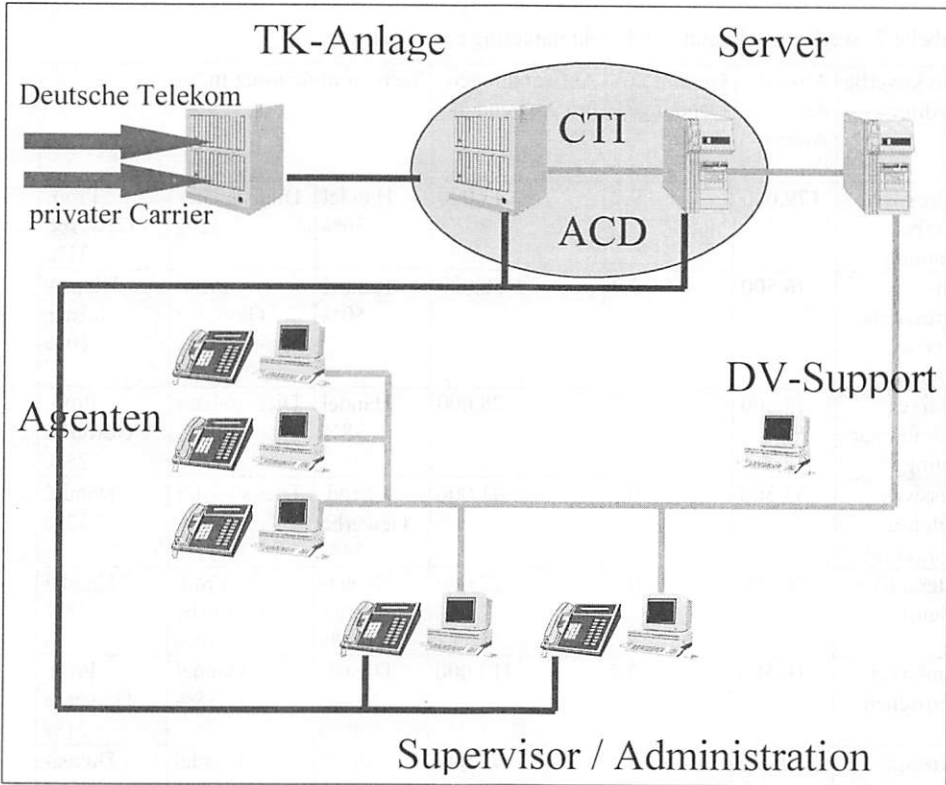 TK-Anlage
Server
Deutsche Telekom
CTI
privater Carrier
ACD
DV-Support
Agenten
Supervisor / Administration